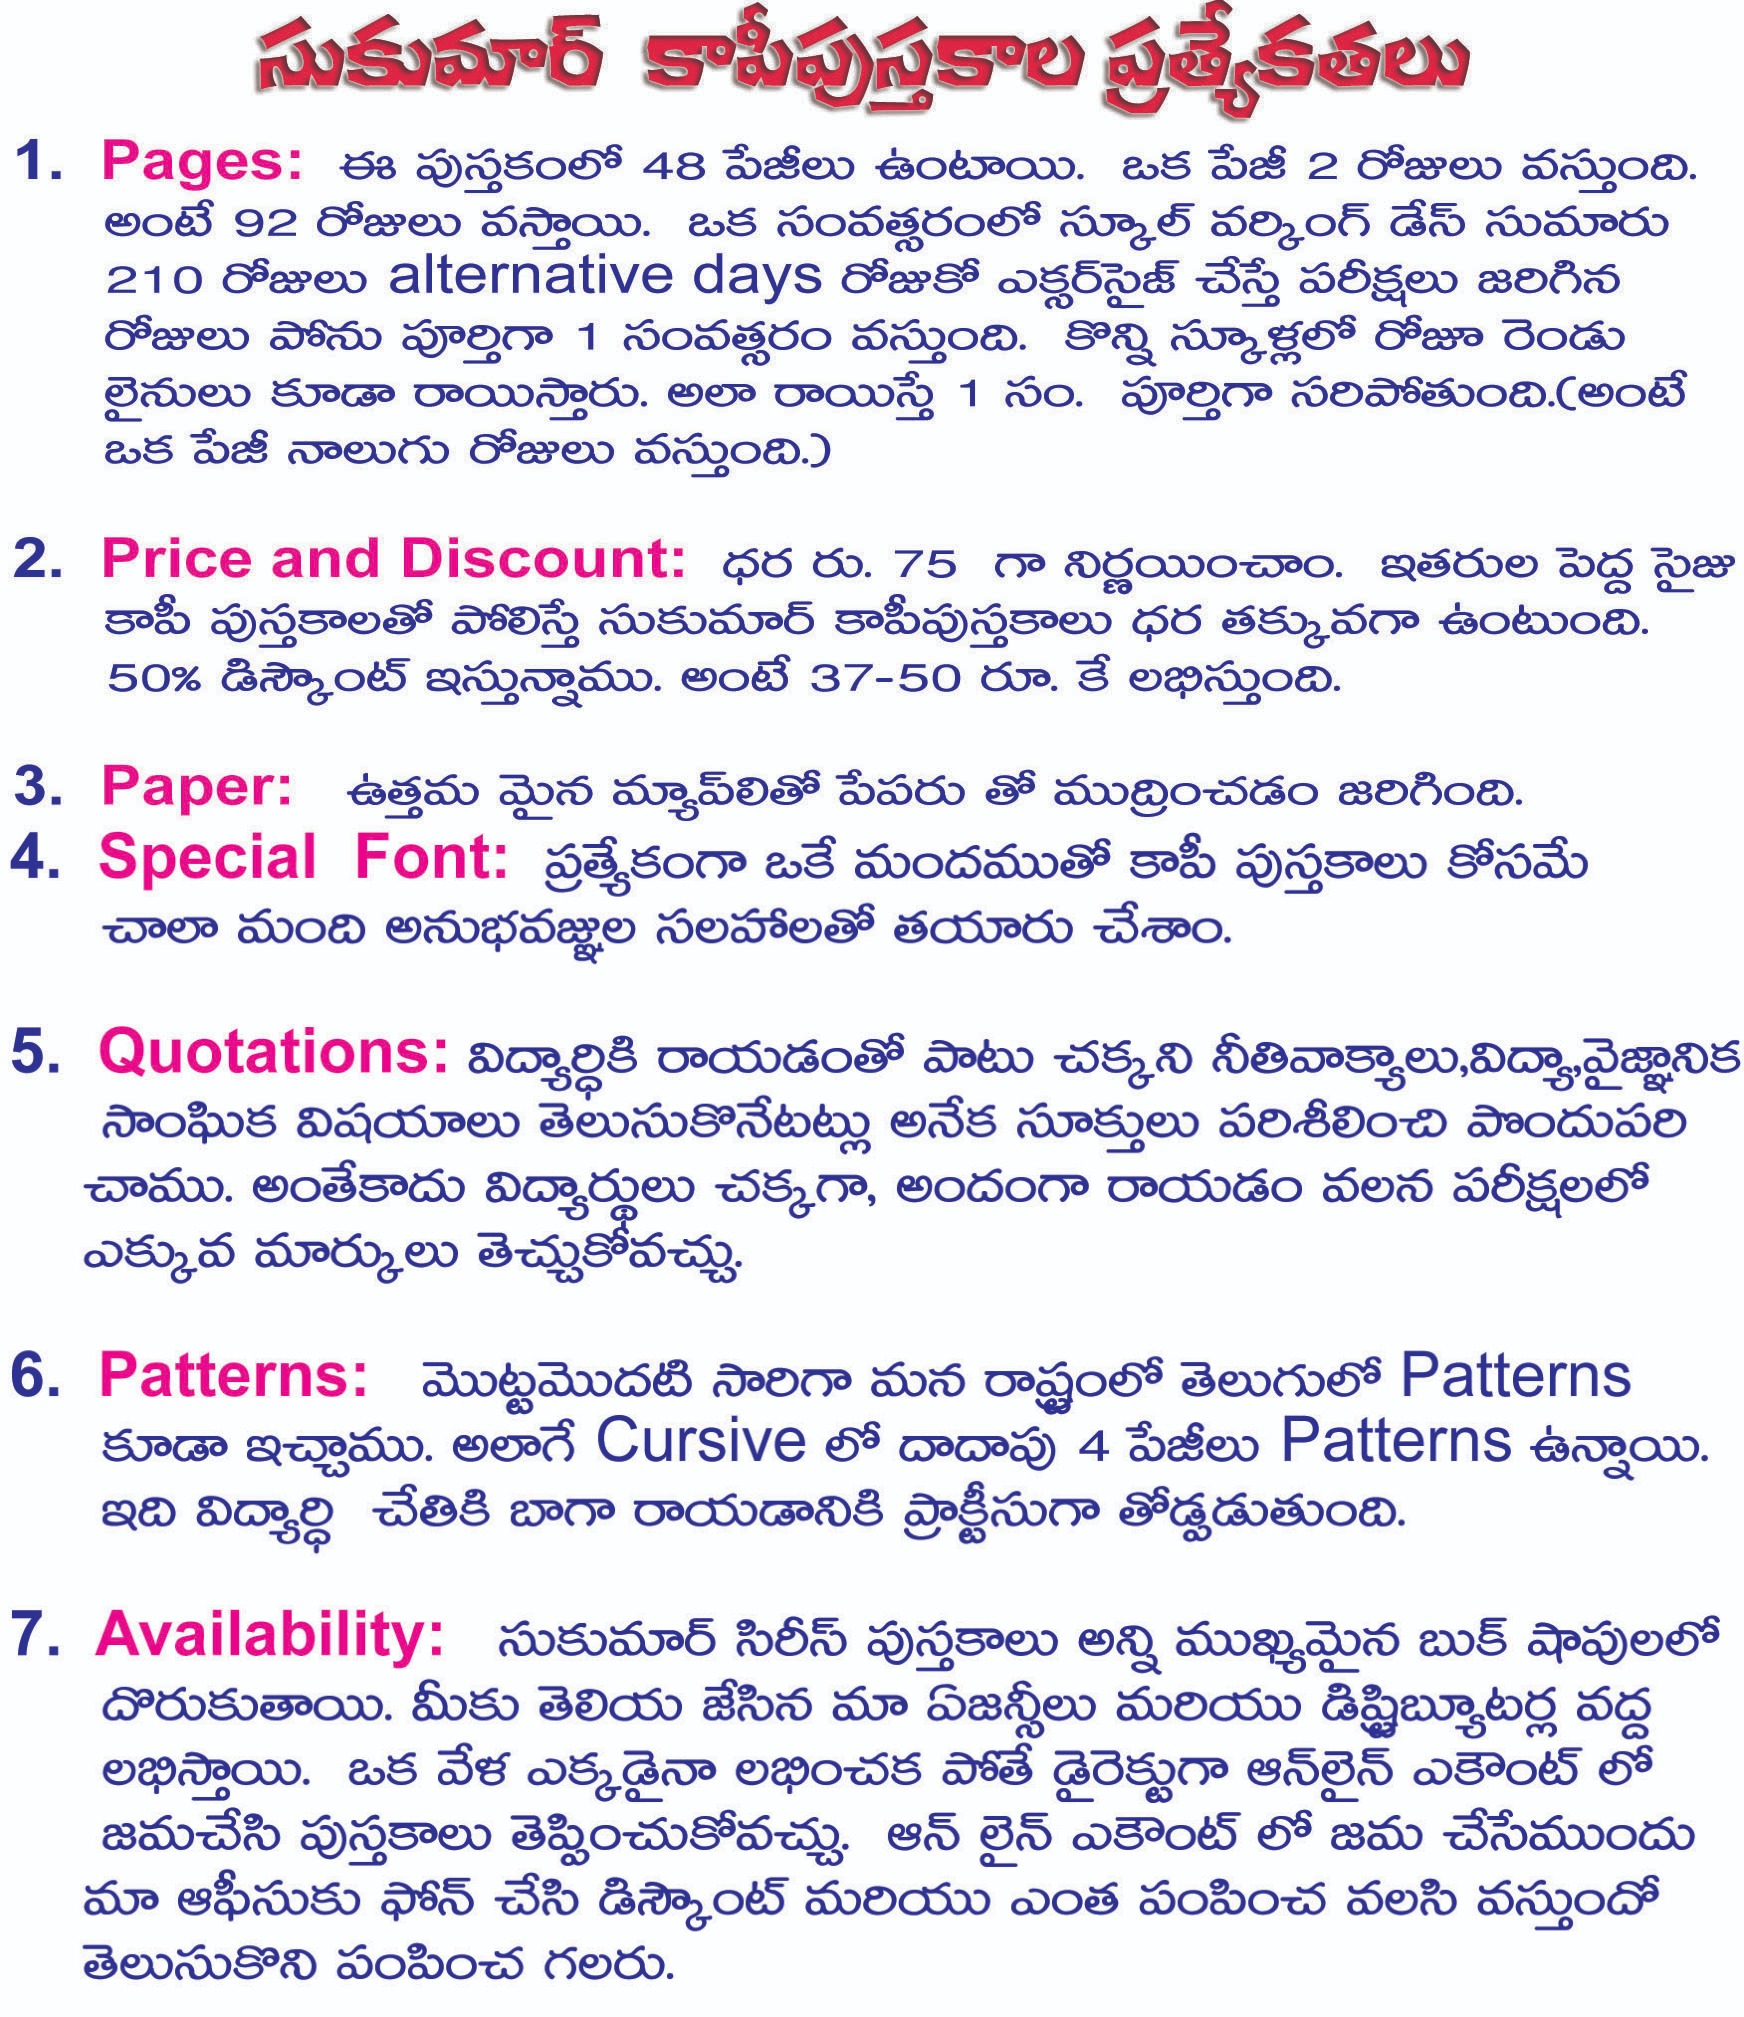 సుకుమార్ కాపీపుస్తకాల ప్రత్యేకతలు
1. Pages: ఈ పుస్తకంలో 48 పేజీలు ఉంటాయి. ఒక పేజీ 2 రోజులు వస్తుంది.
అంటే 92 రోజులు వస్తాయి. ఒక సంవత్సరంలో స్కూల్ వర్కింగ్ డేస్ సుమారు
210 రోజులు alternative days రోజుకో ఎక్సర్‌సైజ్ చేస్తే పరీక్షలు జరిగిన
రోజులు పోను పూర్తిగా 1 సంవత్సరం వస్తుంది. కొన్ని స్కూళ్లలో రోజూ రెండు
లైనులు కూడా రాయిస్తారు. అలా రాయిస్తే 1 సం. పూర్తిగా సరిపోతుంది.(అంటే
ఒక పేజీ నాలుగు రోజులు వస్తుంది.)
2. Price and Discount: ధర రు. 75 గా నిర్ణయించాం. ఇతరుల పెద్ద సైజు
కాపీ పుస్తకాలతో పోలిస్తే సుకుమార్ కాపీపుస్తకాలు ధర తక్కువగా ఉంటుంది.
50% డిస్కౌంట్ ఇస్తున్నాము. అంటే 37-50 రూ. కే లభిస్తుంది.
3. Paper: ఉత్తమ మైన మ్యాప్‌లితో పేపరు తో ముద్రించడం జరిగింది.
4. Special Font: ప్రత్యేకంగా ఒకే మందముతో కాపీ పుస్తకాలు కోసమే
చాలా మంది అనుభవజ్ఞుల సలహాలతో తయారు చేశాం.
5. Quotations: విద్యార్ధికి రాయడంతో పాటు చక్కని నీతివాక్యాలు,విద్యా,వైజ్ఞానిక
సాంఘిక విషయాలు తెలుసుకొనేటట్లు అనేక సూక్తులు పరిశీలించి పొందుపరి
చాము. అంతేకాదు విద్యార్థులు చక్కగా, అందంగా రాయడం వలన పరీక్షలలో
ఎక్కువ మార్కులు తెచ్చుకోవచ్చు.
6. Patterns: మొట్టమొదటి సారిగా మన రాష్ట్రంలో తెలుగులో Patterns
కూడా ఇచ్చాము. అలాగే Cursive లో దాదాపు 4 పేజీలు Patterns ఉన్నాయి.
ఇది విద్యార్ధి చేతికి బాగా రాయడానికి ప్రాక్టీసుగా తోడ్పడుతుంది.
7. Availability: సుకుమార్ సిరీస్ పుస్తకాలు అన్ని ముఖ్యమైన బుక్ షాపులలో
దొరుకుతాయి. మీకు తెలియ జేసిన మా ఏజన్సీలు మరియు డిష్ట్రిబ్యూటర్ల వద్ద
లభిస్తాయి. ఒక వేళ ఎక్కడైనా లభించక పోతే డైరెక్టుగా ఆన్‌లైన్ ఎకౌంట్ లో
జమచేసి పుస్తకాలు తెప్పించుకోవచ్చు. ఆన్ లైన్ ఎకౌంట్ లో జమ చేసేముందు
మా ఆఫీసుకు ఫోన్ చేసి డిస్కౌంట్ మరియు ఎంత పంపించ వలసి వస్తుందో
తెలుసుకొని పంపించ గలరు.